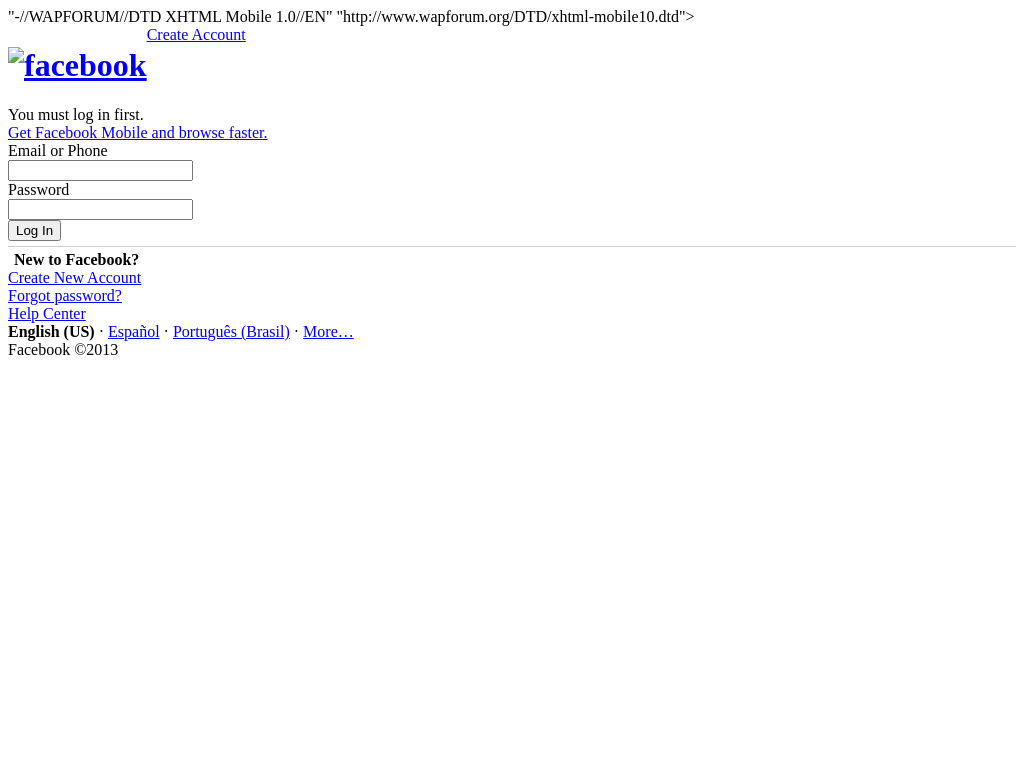 "-//WAPFORUM//DTD XHTML Mobile 1.0//EN" "http://www.wapforum.org/DTD/xhtml-mobile10.dtd">
Create Account
facebook
You must log in first.
Get Facebook Mobile and browse faster.
Email or Phone
Password
Log In
New to Facebook?
Create New Account
Forgot password?
Help Center
English (US) · Español · Português (Brasil) · More…
Facebook ©2013